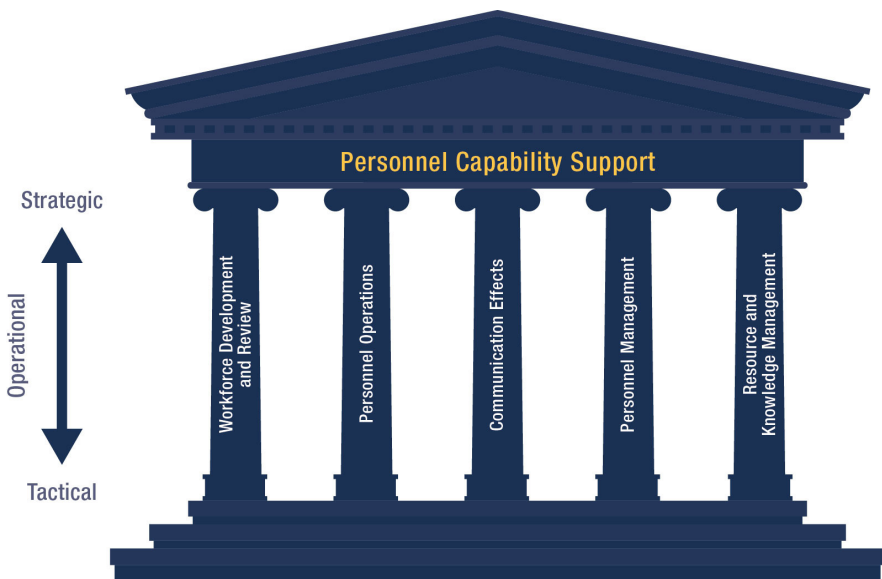 Personnel Capability Support
Strategic
Operational
Tactical
Workforce Development
and Review
Personnel Operations
Communication Effects
Personnel Management
Resource and
Knowledge Management